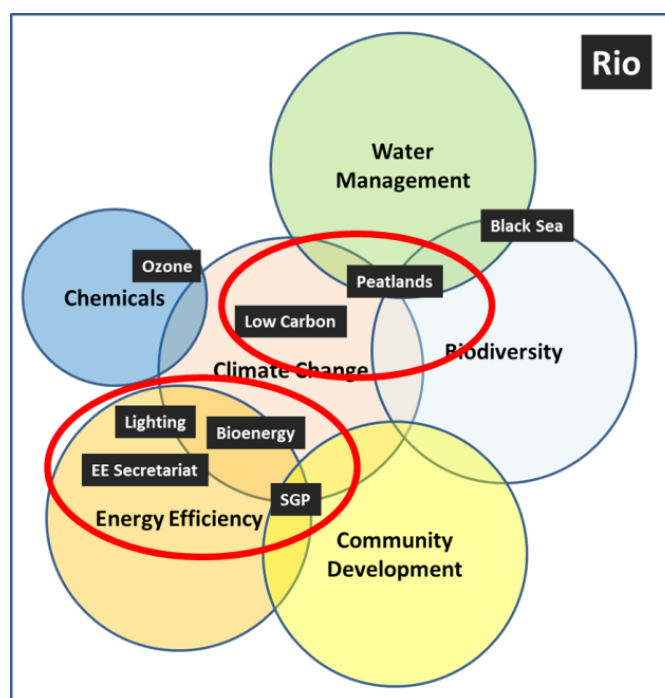 Rio
Water
Management
Black Sea
Ozone
Peatlands
Chemicals
Low Carbon
Biodiversity
Climate Change
Lighting
Bioenergy
EE Secretariat
SGP
Energy Efficiency
Community
Development